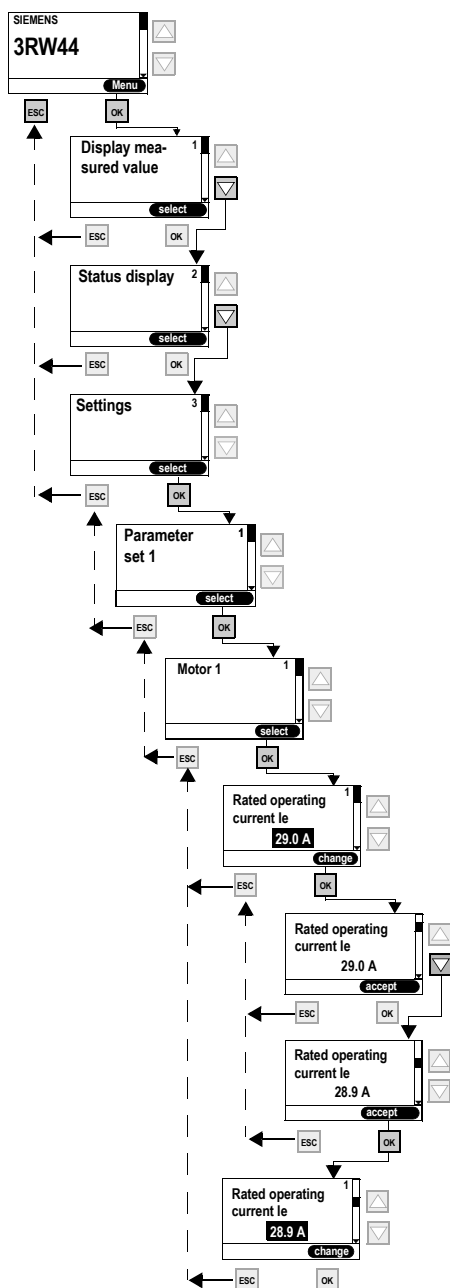 SIEMENS
3RW44
Menu
ESC
OK
Display mea-
sured value
1
select
ESC
OK
Status display
2
select
ESC
OK
Settings
3
select
ESC
OK
Parameter
set 1
1
select
ESC
OK
Motor 1
1
select
ESC
OK
Rated operating
current Ie
1
29.0 A
change
ESC
OK
Rated operating
current Ie
29.0 A
accept
ESC
OK
Rated operating
current Ie
28.9 A
accept
ESC
OK
Rated operating
current Ie
1
28.9 A
change
ESC
OK